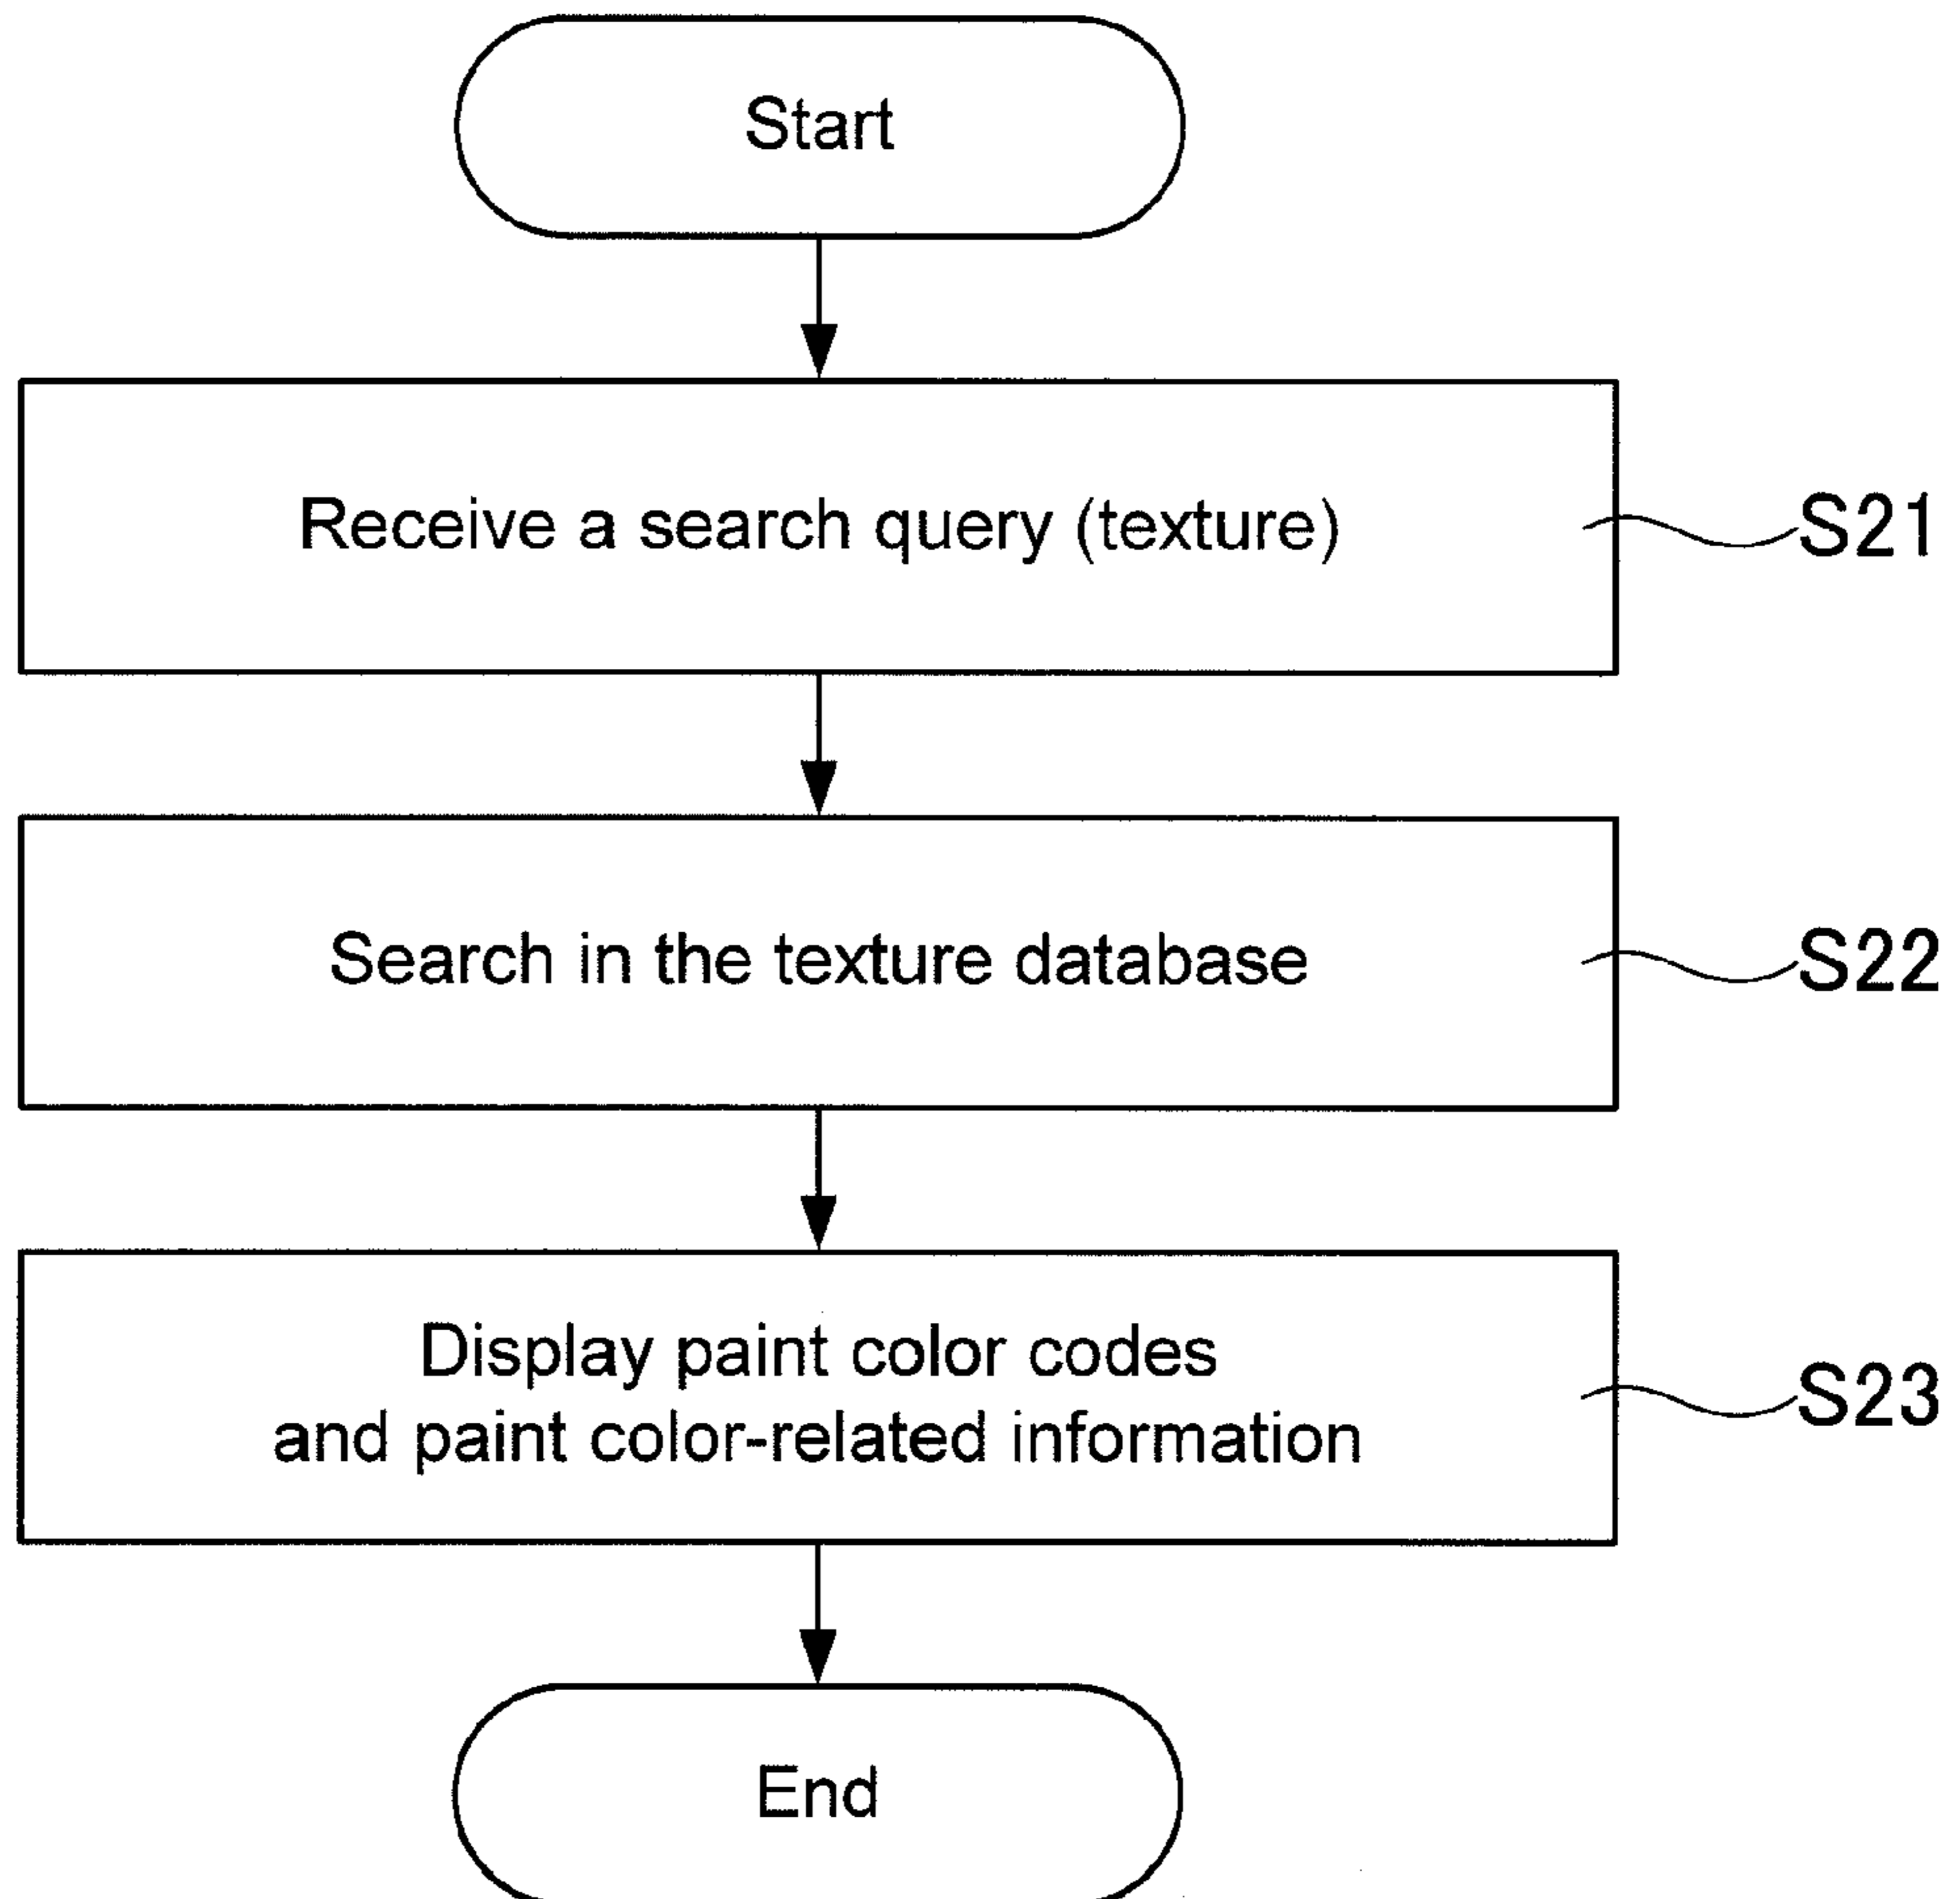 Start
Receive a search query (texture)
S21
Search in the texture database
S22
Display paint color codes
and paint color-related information
S23
End